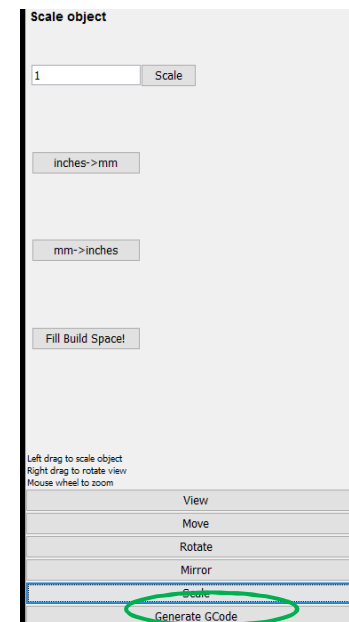 Scale object
1 Scale
inches->mm
mm->inches
Fill Build Space!
Left drag to scale object
Right drag to rotate view
Mouse wheel to zoom
View
Move
Rotate
Mirror
Scale
Generate GCode